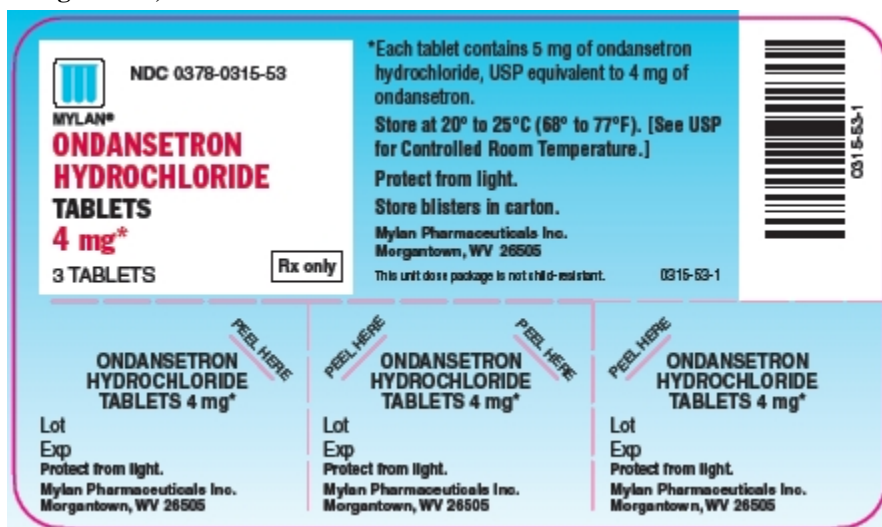 NDC 0378-0315-53
MYLAN®
ONDANSETRON
HYDROCHLORIDE
TABLETS
4 mg*
3 TABLETS
Rx only
*Each tablet contains 5 mg of ondansetron
hydrochloride, USP equivalent to 4 mg of
ondansetron.
Store at 20° to 25°C (68° to 77°F). [See USP
for Controlled Room Temperature.]
Protect from light.
Store blisters in carton.
Mylan Pharmaceuticals Inc.
Morgantown, WV 26505
This unit dose package is not child-resistant.
0315-53-1
0315-53-1
PEEL HERE
ONDANSETRON
HYDROCHLORIDE
TABLETS 4 mg*
Lot
Exp
Protect from light.
Mylan Pharmaceuticals Inc.
Morgantown, WV 26505
PEEL HERE
PEEL HERE
ONDANSETRON
HYDROCHLORIDE
TABLETS 4 mg*
Lot
Exp
Protect from light.
Mylan Pharmaceuticals Inc.
Morgantown, WV 26505
PEEL HERE
ONDANSETRON
HYDROCHLORIDE
TABLETS 4 mg*
Lot
Exp
Protect from light.
Mylan Pharmaceuticals Inc.
Morgantown, WV 26505